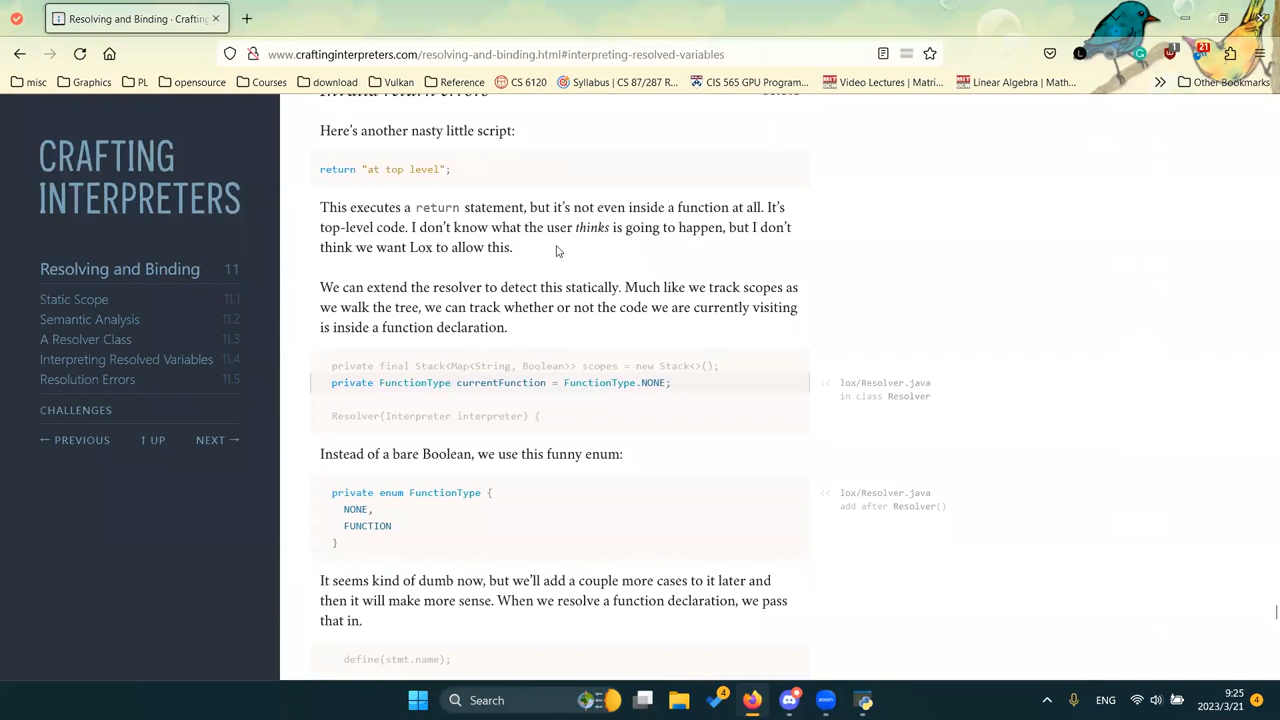 Resolving and Binding · Crafting
www.craftinginterpreters.com/resolving-and-binding.html#interpreting-resolved-variables
1
21
misc
Graphics
PL
opensource
Courses
download
Vulkan
Reference
CS 6120
Syllabus | CS 87/287 R...
CIS 565 GPU Program...
Video Lectures | Matri...
Linear Algebra | Math...
Other Bookmarks
CRAFTING
INTERPRETERS
Resolving and Binding 11
Static Scope 11.1
Semantic Analysis 11.2
A Resolver Class 11.3
Interpreting Resolved Variables 11.4
Resolution Errors 11.5
CHALLENGES
← PREVIOUS ↑ UP NEXT →
Invalid return errors
Here's another nasty little script:
return "at top level";
This executes a return statement, but it's not even inside a function at all. It's
top-level code. I don't know what the user thinks is going to happen, but I don't
think we want Lox to allow this.
We can extend the resolver to detect this statically. Much like we track scopes as
we walk the tree, we can track whether or not the code we are currently visiting
is inside a function declaration.
private final Stack<Map<String, Boolean>> scopes = new Stack<>();
private FunctionType currentFunction = FunctionType.NONE;
Resolver(Interpreter interpreter) {
<< lox/Resolver.java
in class Resolver
Instead of a bare Boolean, we use this funny enum:
private enum FunctionType {
NONE,
FUNCTION
}
<< lox/Resolver.java
add after Resolver()
It seems kind of dumb now, but we'll add a couple more cases to it later and
then it will make more sense. When we resolve a function declaration, we pass
that in.
define(stmt.name);
Search
4
zoom
ENG
9:25
2023/3/21
4